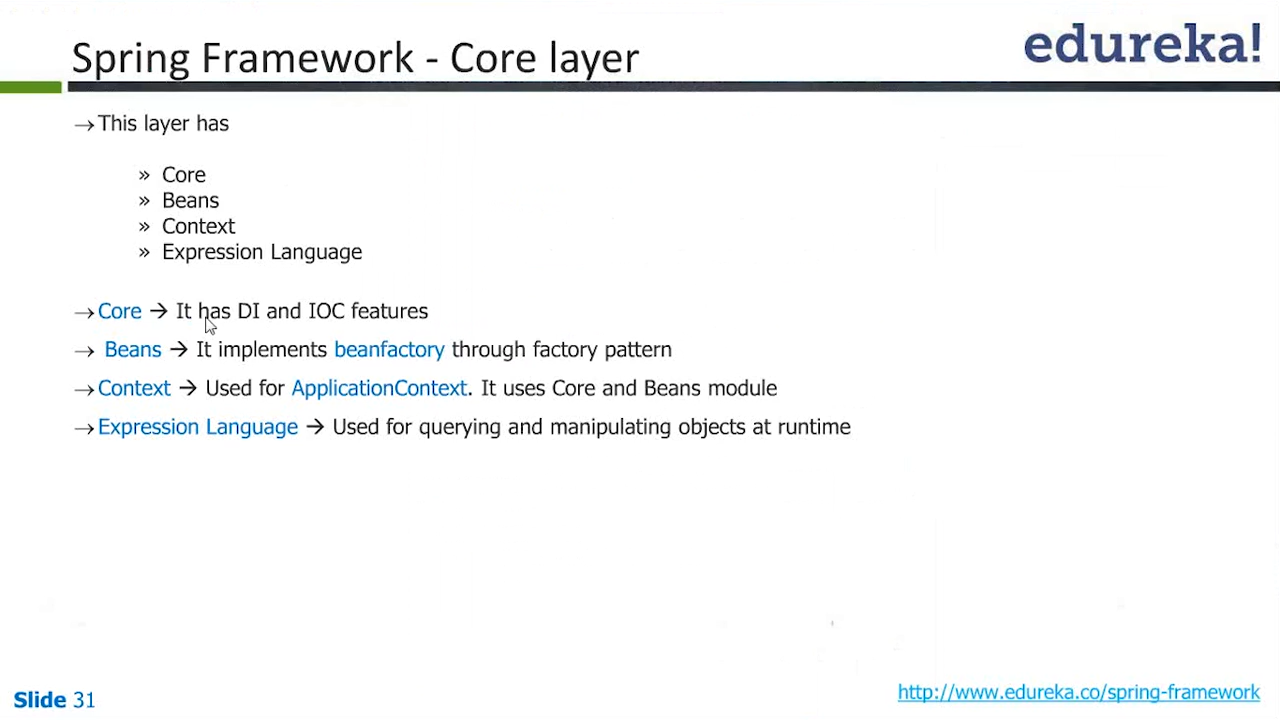 Spring Framework - Core layer
edureka!
→This layer has
» Core
» Beans
» Context
» Expression Language
→Core → It has DI and IOC features
→ Beans → It implements beanfactory through factory pattern
→Context → Used for ApplicationContext. It uses Core and Beans module
→Expression Language → Used for querying and manipulating objects at runtime
Slide 31
http://www.edureka.co/spring-framework